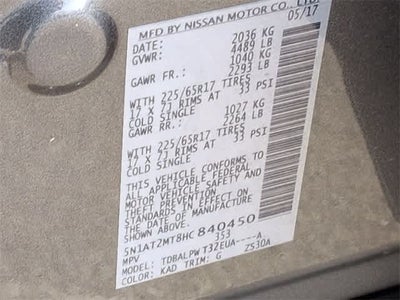 MFD BY NISSAN MOTOR CO., LTD.
DATE: 05/17
GVWR: 2036 KG
4489 LB
GAWR FR.: 1040 KG
2293 LB
WITH 225/65R17 TIRES
17 X 7J RIMS AT 33 PSI
COLD SINGLE
GAWR RR.: 1027 KG
2264 LB
WITH 225/65R17 TIRES
17 X 7J RIMS AT 33 PSI
COLD SINGLE
THIS VEHICLE CONFORMS TO
ALL APPLICABLE FEDERAL
MOTOR VEHICLE SAFETY AND
STANDARDS IN EFFECT ON THE
DATE OF MANUFACTURE
SHOWN ABOVE.
5N1AT2MT8HC840450
MPV 353
MODEL: TDBALPWT32EUA----A
COLOR: KAD TRIM: G Z530A